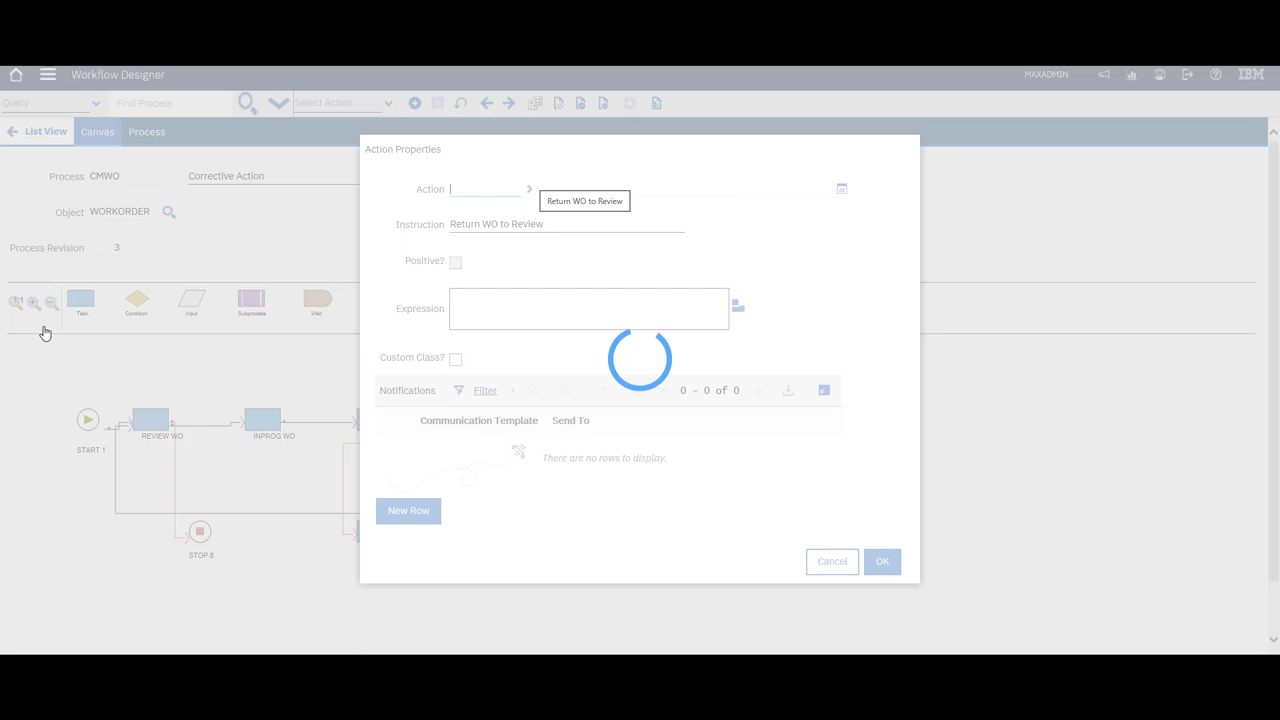 Workflow Designer
MAXADMIN
IBM
Query
Find Process
Select Action
List View
Canvas
Process
Process CMWO
Corrective Action
Object WORKORDER
Process Revision 3
1:1
Task
Condition
Input
Subprocess
Wait
START 1
REVIEW WO
INPROG WO
STOP 8
Action Properties
Action
Return WO to Review
Instruction Return WO to Review
Positive?
Expression
Custom Class?
Notifications Filter 0 - 0 of 0
Communication Template Send To
There are no rows to display.
New Row
Cancel OK